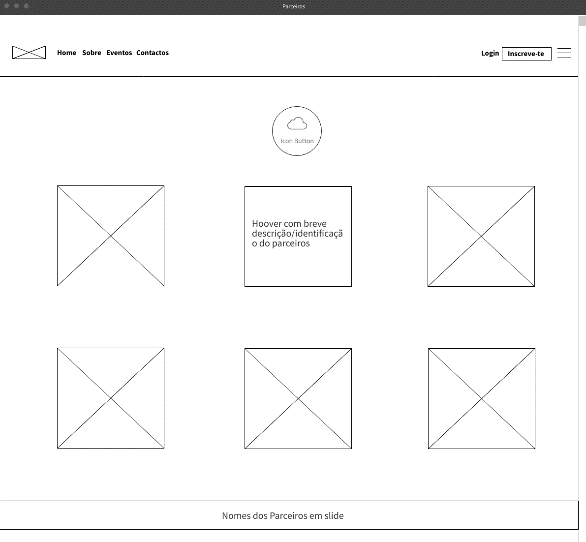 Parceiros
Home Sobre Eventos Contactos Login Inscreve-te
Icon Button
Hoover com breve
descrição/identificaçã
o do parceiros
Nomes dos Parceiros em slide